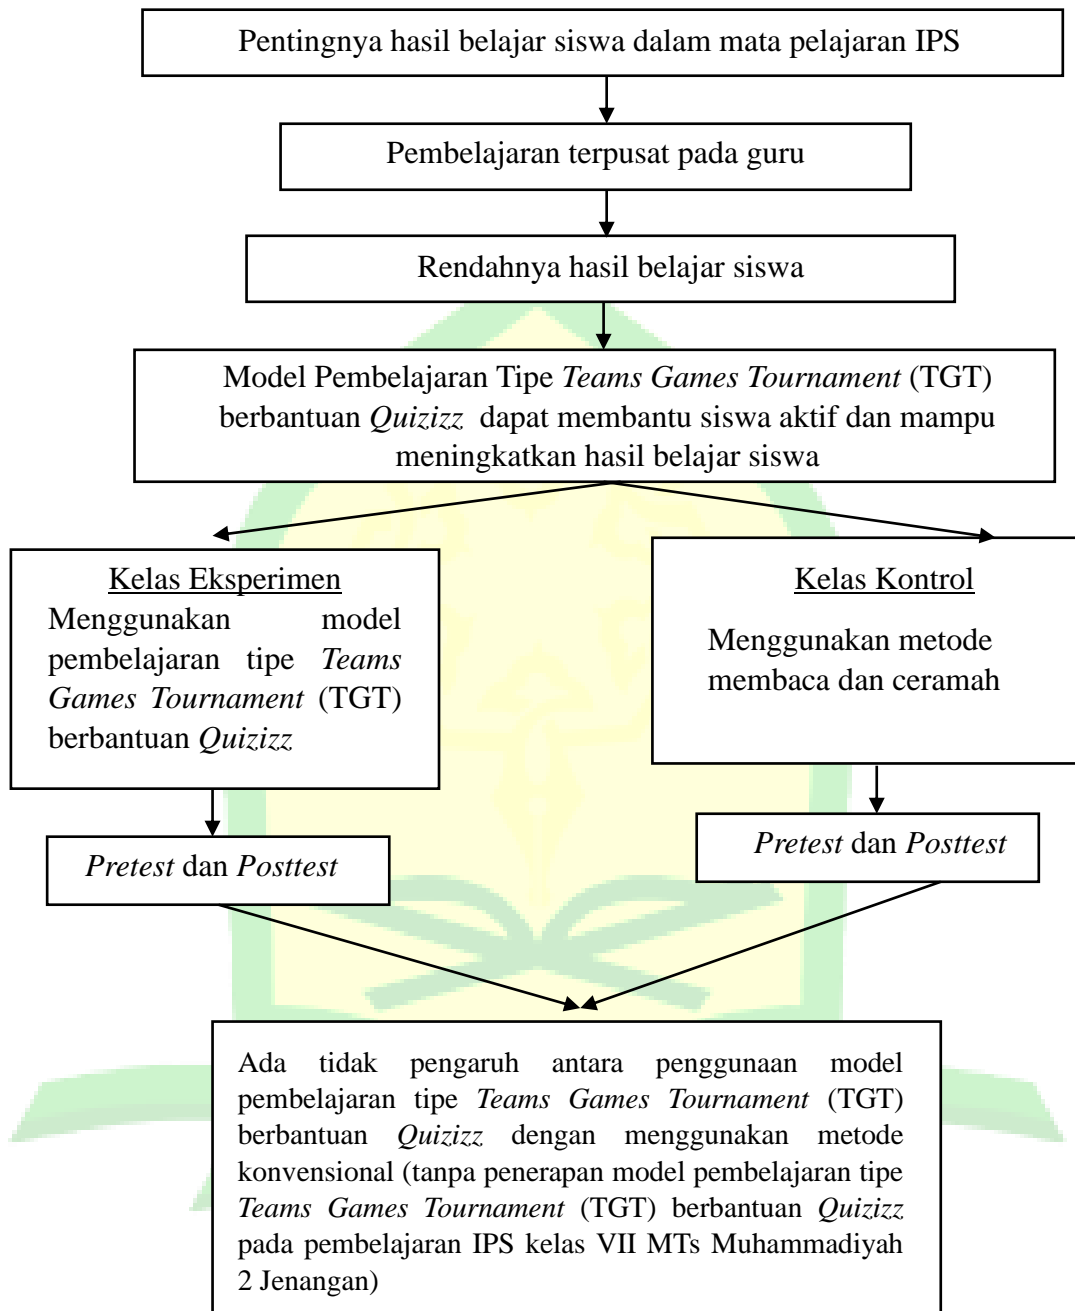 Pentingnya hasil belajar siswa dalam mata pelajaran IPS
Pembelajaran terpusat pada guru
Rendahnya hasil belajar siswa
Model Pembelajaran Tipe Teams Games Tournament (TGT)
berbantuan Quizizz dapat membantu siswa aktif dan mampu
meningkatkan hasil belajar siswa
Kelas Eksperimen
Menggunakan model
pembelajaran tipe Teams
Games Tournament (TGT)
berbantuan Quizizz
Kelas Kontrol
Menggunakan metode
membaca dan ceramah
Pretest dan Posttest
Pretest dan Posttest
Ada tidak pengaruh antara penggunaan model
pembelajaran tipe Teams Games Tournament (TGT)
berbantuan Quizizz dengan menggunakan metode
konvensional (tanpa penerapan model pembelajaran tipe
Teams Games Tournament (TGT) berbantuan Quizizz
pada pembelajaran IPS kelas VII MTs Muhammadiyah
2 Jenangan)